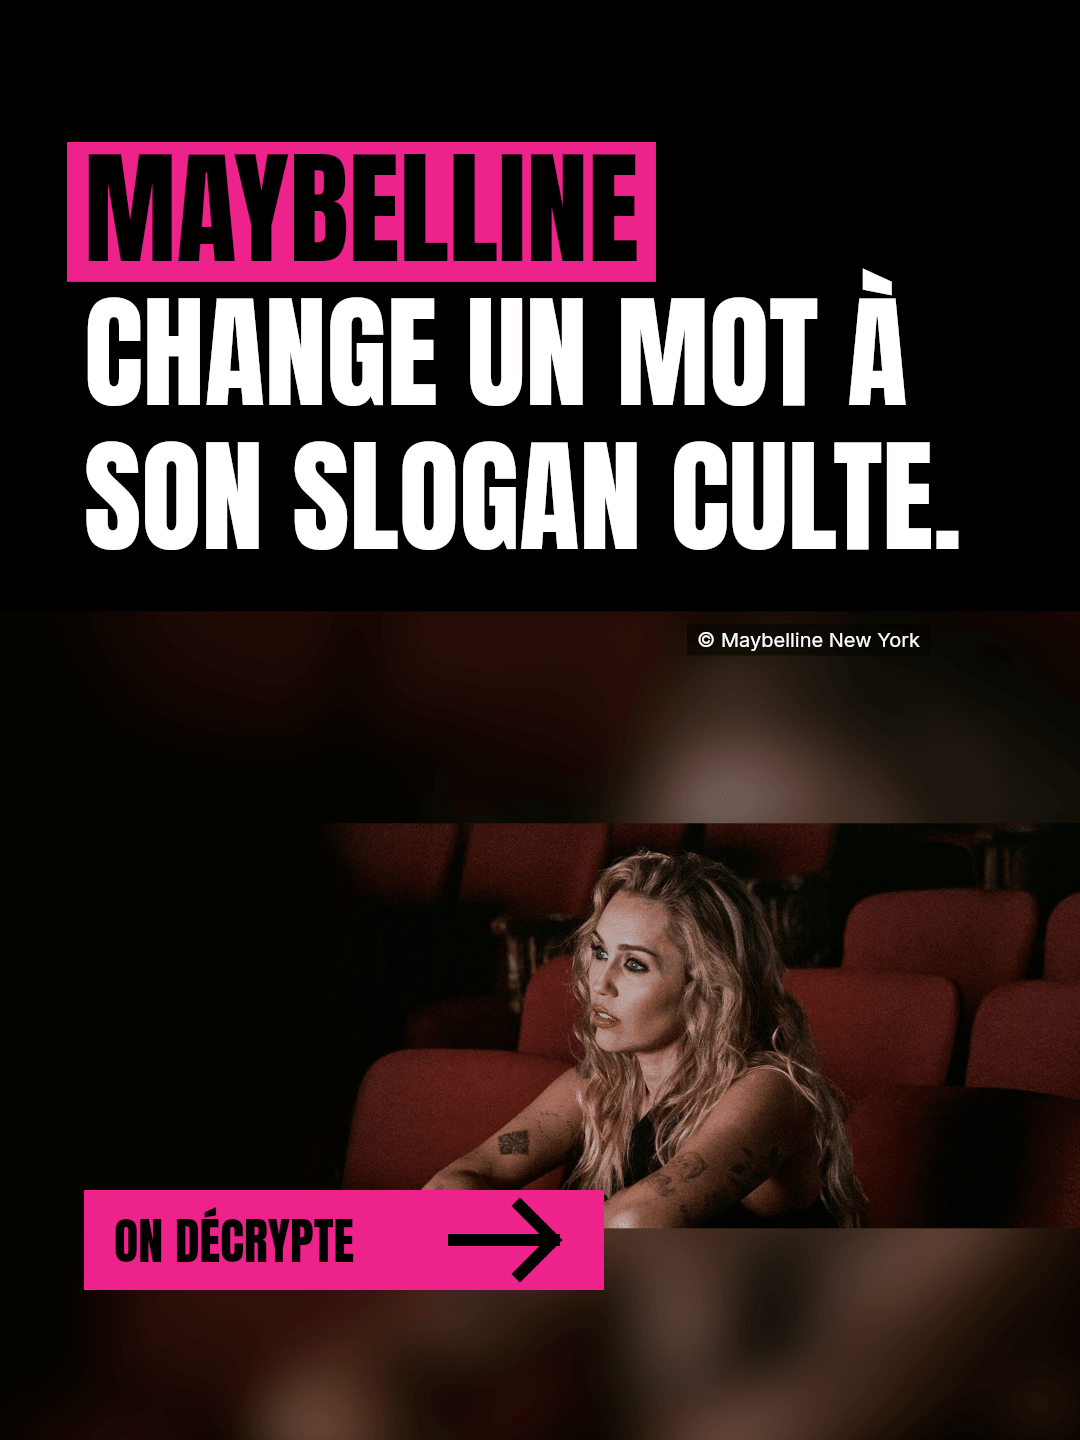 MAYBELLINE
CHANGE UN MOT À
SON SLOGAN CULTE.
© Maybelline New York
ON DÉCRYPTE